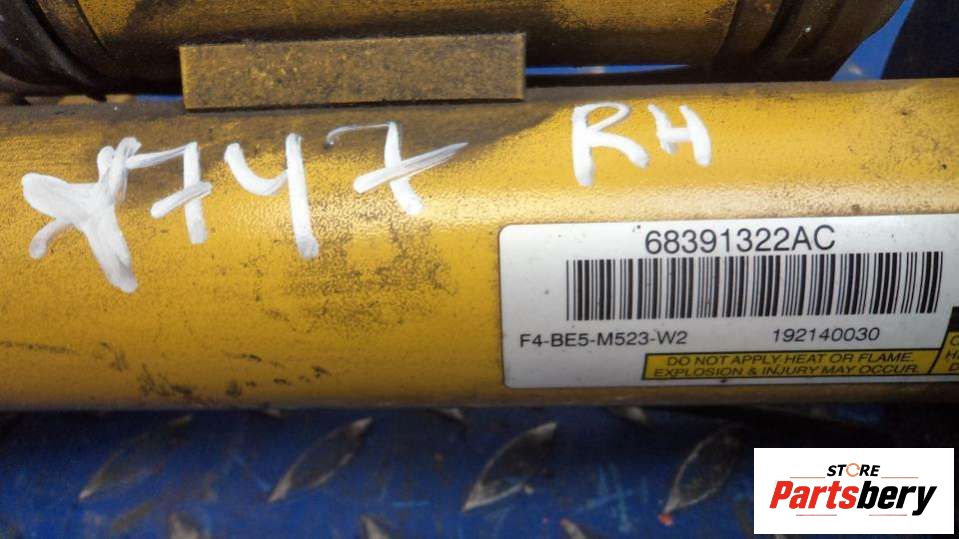 X747 RH
68391322AC
F4-BE5-M523-W2 192140030
DO NOT APPLY HEAT OR FLAME.
EXPLOSION & INJURY MAY OCCUR.
STORE
Partsbery